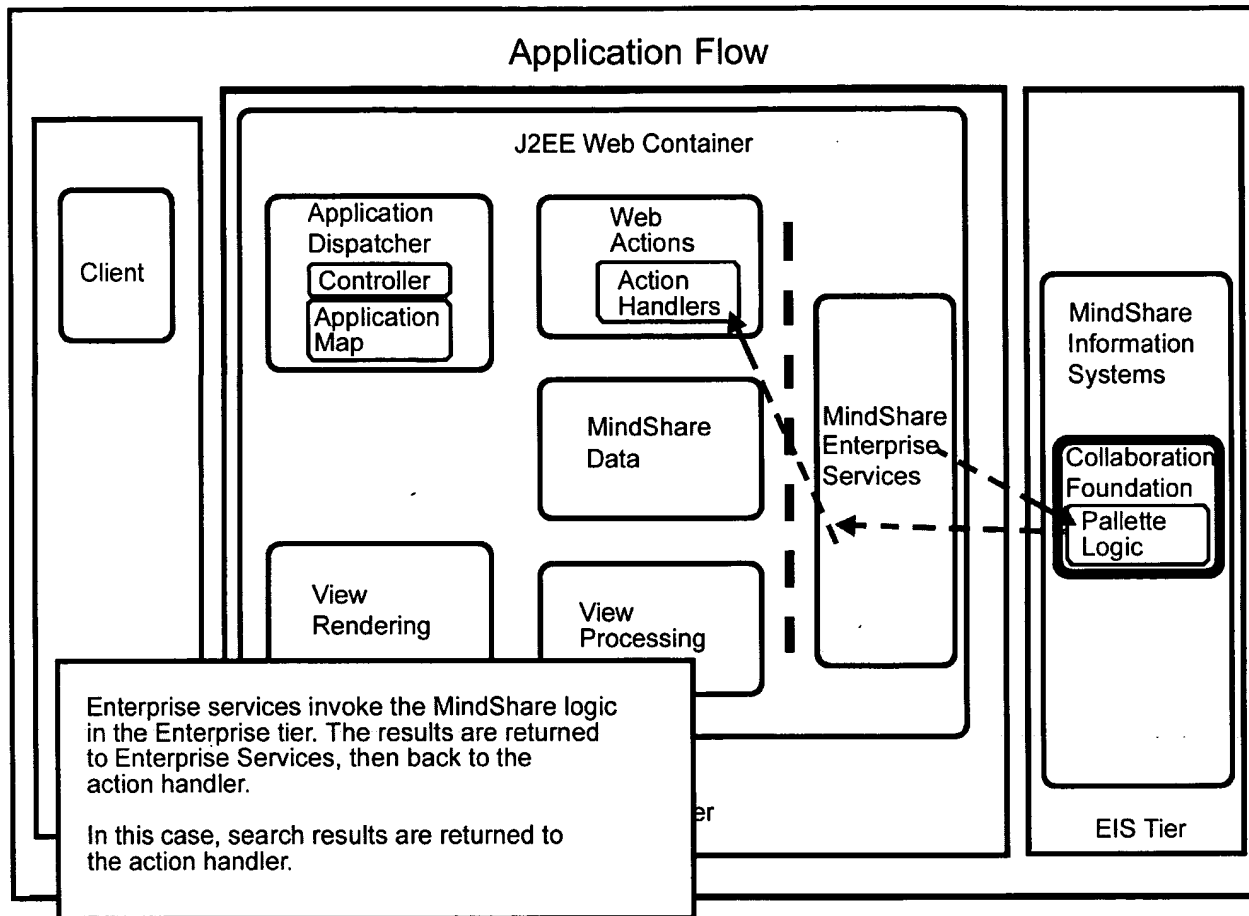 Application Flow
J2EE Web Container
Client
Application
Dispatcher
Controller
Application
Map
Web
Actions
Action
Handlers
MindShare
Data
View
Rendering
View
Processing
MindShare
Enterprise
Services
MindShare
Information
Systems
Collaboration
Foundation
Pallette
Logic
EIS Tier
Enterprise services invoke the MindShare logic
in the Enterprise tier. The results are returned
to Enterprise Services, then back to the
action handler.
In this case, search results are returned to
the action handler.